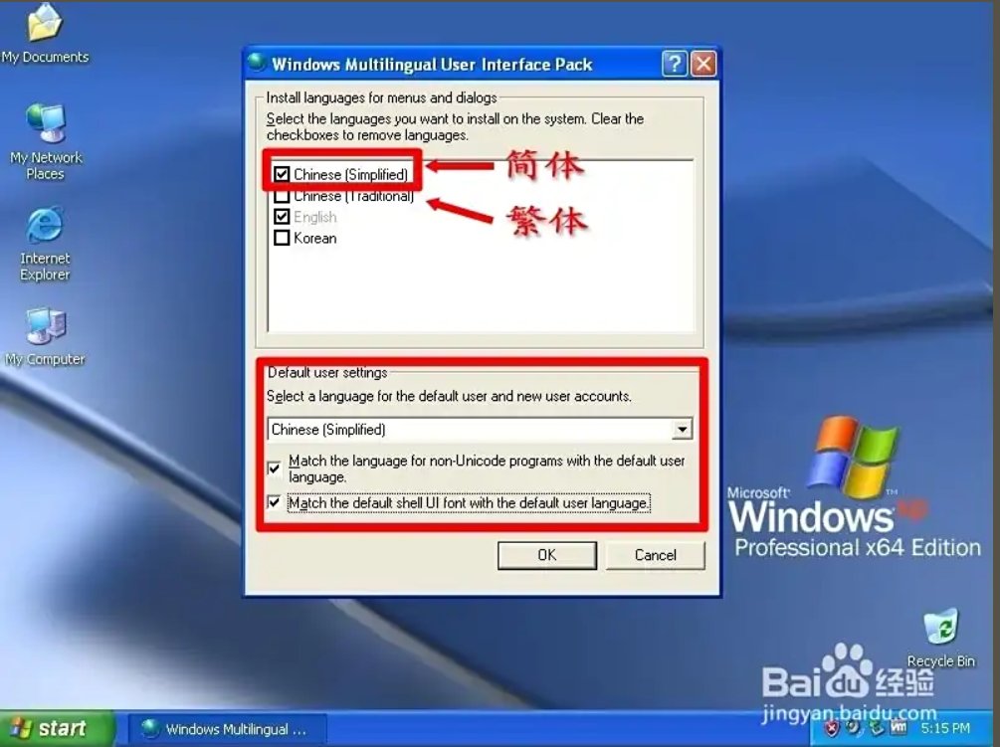 My Documents
My Network
Places
Internet
Explorer
My Computer
Windows Multilingual User Interface Pack
Install languages for menus and dialogs
Select the languages you want to install on the system. Clear the
checkboxes to remove languages.
Chinese (Simplified)
简体
Chinese (Traditional)
繁体
English
Korean
Default user settings
Select a language for the default user and new user accounts.
Chinese (Simplified)
Match the language for non-Unicode programs with the default user
language.
Match the default shell UI font with the default user language.
OK
Cancel
Microsoft
Windows xp
TM
Professional x64 Edition
Recycle Bin
Bai du 经验
jingyan.baidu.com
start
Windows Multilingual ...
5:15 PM